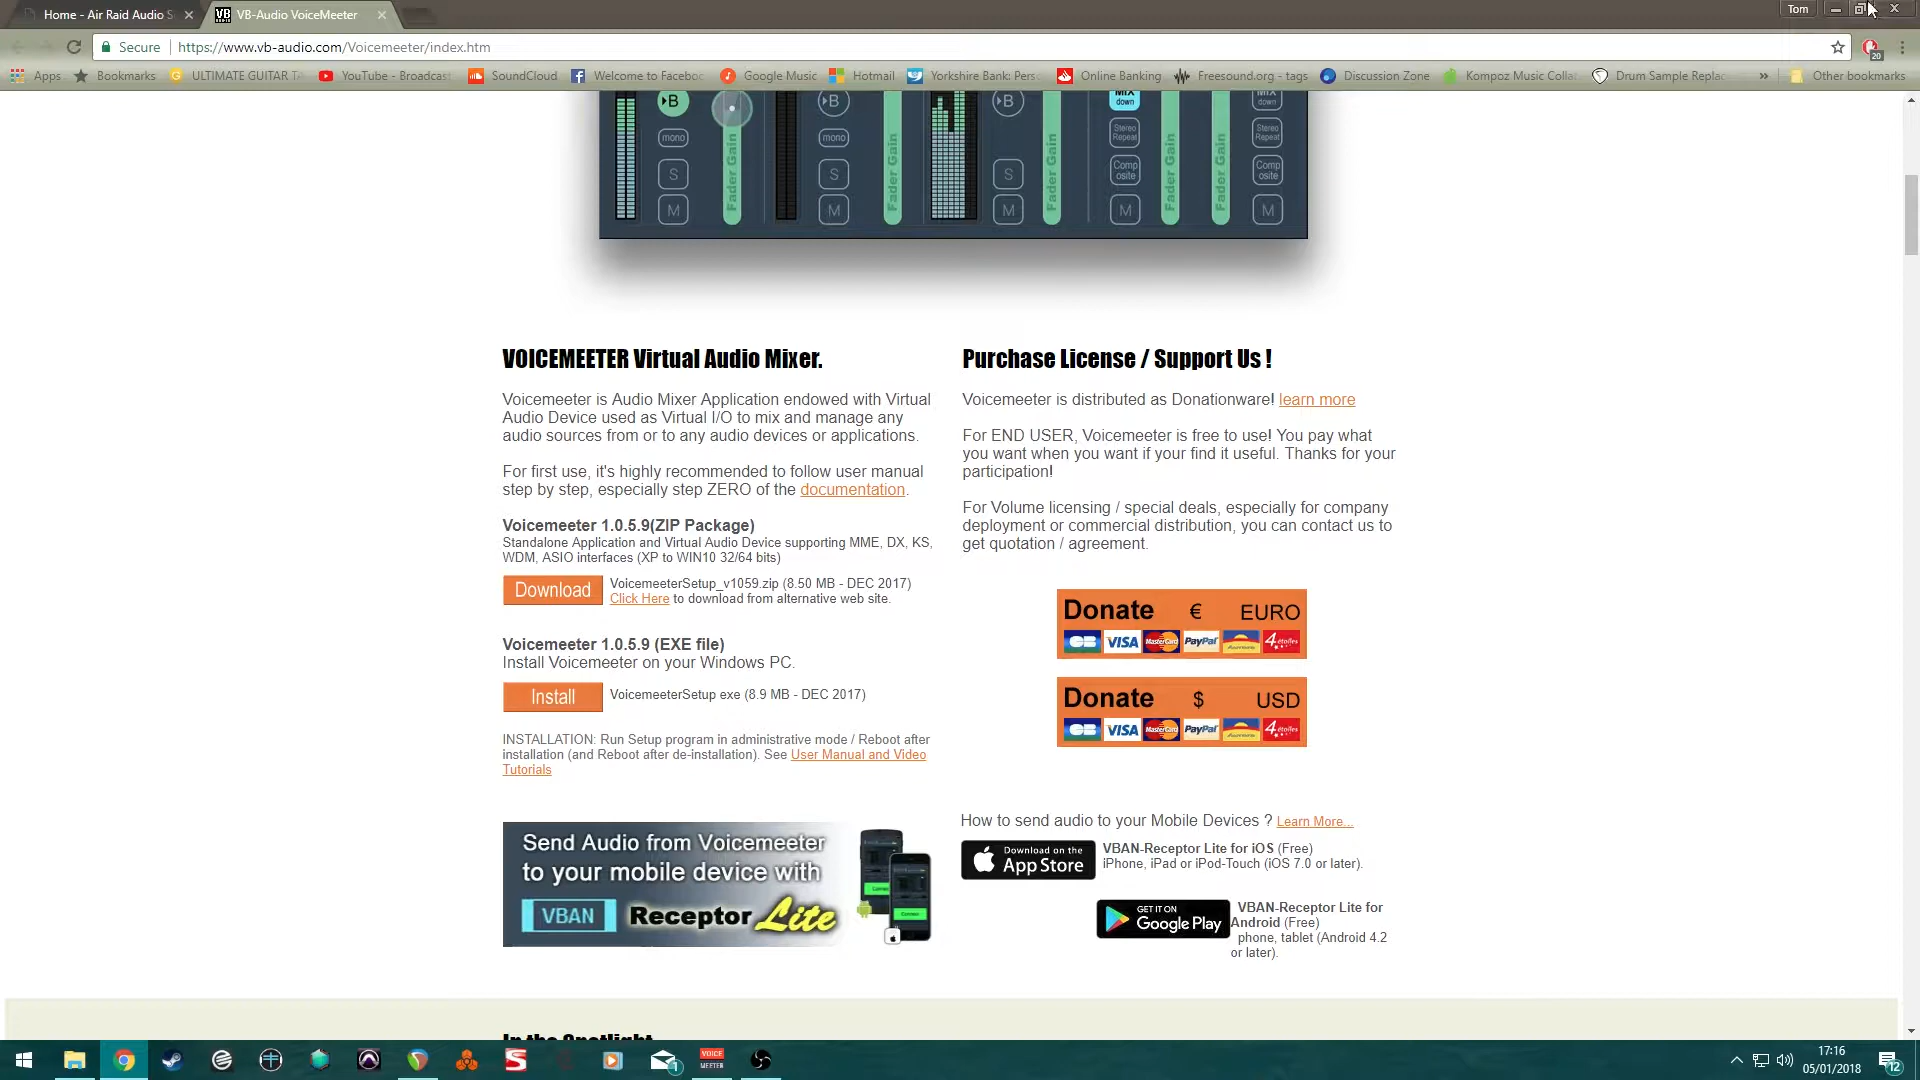 Home - Air Raid Audio S
VB-Audio VoiceMeeter
Tom
Secure
https://www.vb-audio.com/Voicemeeter/index.htm
20
Apps
Bookmarks
ULTIMATE GUITAR TA
YouTube - Broadcast
SoundCloud
Welcome to Faceboo
Google Music
Hotmail
Yorkshire Bank: Pers
Online Banking
Freesound.org - tags
Discussion Zone
Kompoz Music Colla
Drum Sample Replac
»
Other bookmarks
B
B
B
MIX down
Mix down
mono
mono
Stereo Repeat
Stereo Repeat
Fader Gain
Fader Gain
Fader Gain
Fader Gain
Fader Gain
S
S
S
Comp osite
Comp osite
M
M
M
M
M
VOICEMEETER Virtual Audio Mixer.
Voicemeeter is Audio Mixer Application endowed with Virtual
Audio Device used as Virtual I/O to mix and manage any
audio sources from or to any audio devices or applications.
For first use, it's highly recommended to follow user manual
step by step, especially step ZERO of the documentation.
Voicemeeter 1.0.5.9(ZIP Package)
Standalone Application and Virtual Audio Device supporting MME, DX, KS,
WDM, ASIO interfaces (XP to WIN10 32/64 bits)
Download
VoicemeeterSetup_v1059.zip (8.50 MB - DEC 2017)
Click Here to download from alternative web site.
Voicemeeter 1.0.5.9 (EXE file)
Install Voicemeeter on your Windows PC.
Install
VoicemeeterSetup exe (8.9 MB - DEC 2017)
INSTALLATION: Run Setup program in administrative mode / Reboot after
installation (and Reboot after de-installation). See User Manual and Video
Tutorials
Send Audio from Voicemeeter
to your mobile device with
VBAN Receptor Lite
Purchase License / Support Us !
Voicemeeter is distributed as Donationware! learn more
For END USER, Voicemeeter is free to use! You pay what
you want when you want if your find it useful. Thanks for your
participation!
For Volume licensing / special deals, especially for company
deployment or commercial distribution, you can contact us to
get quotation / agreement.
Donate € EURO
CB VISA MasterCard PayPal 4étoiles
Donate $ USD
CB VISA MasterCard PayPal 4étoiles
How to send audio to your Mobile Devices ? Learn More...
Download on the
App Store
VBAN-Receptor Lite for iOS (Free)
iPhone, iPad or iPod-Touch (iOS 7.0 or later).
GET IT ON
Google Play
VBAN-Receptor Lite for
Android (Free)
phone, tablet (Android 4.2
or later).
In the Spotlight
1
VOICE MEETER
17:16
05/01/2018
12